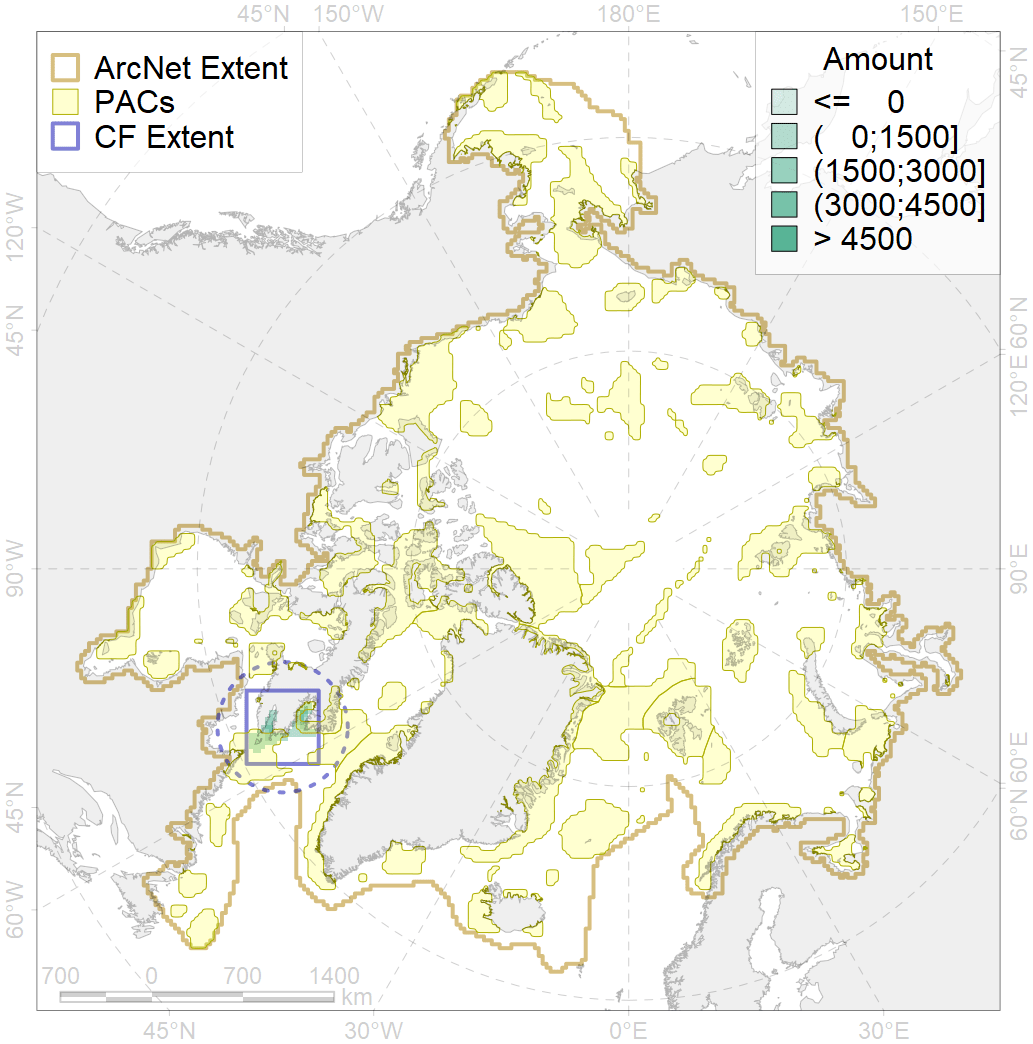 45°N 150°W 180°E 150°E
ArcNet Extent
PACs
CF Extent
Amount
<= 0
( 0;1500]
(1500;3000]
(3000;4500]
> 4500
45°N
120°W
45°N
90°W
45°N
60°W
60°N
120°E
90°E
60°E
60°N
700 0 700 1400
km
45°N 30°W 0°E 30°E